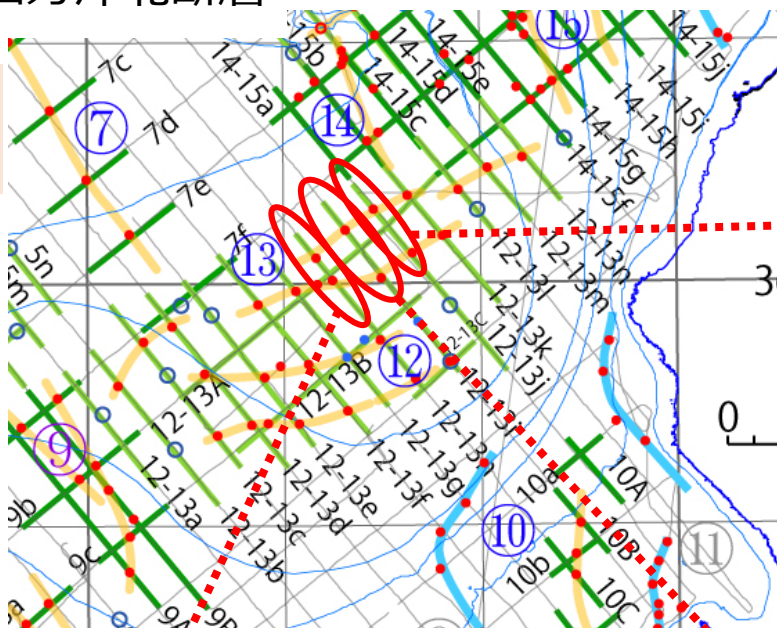 15b
15
14-15a
14-15c
14-15d
14-15e
14-15j
14-15i
14-15h
14-15g
14-15f
14
7c
7
7d
7e
7f
13
5n
5m
12-13n
12-13m
12-13l
12-13k
12-13j
12-13C
12
12-13B
12-13A
12-13i
12-13h
12-13g
12-13f
12-13e
12-13d
12-13c
12-13b
12-13a
3
0
9
9b
9c
9A
9B
10a
10A
10
10B
10b
10C
11